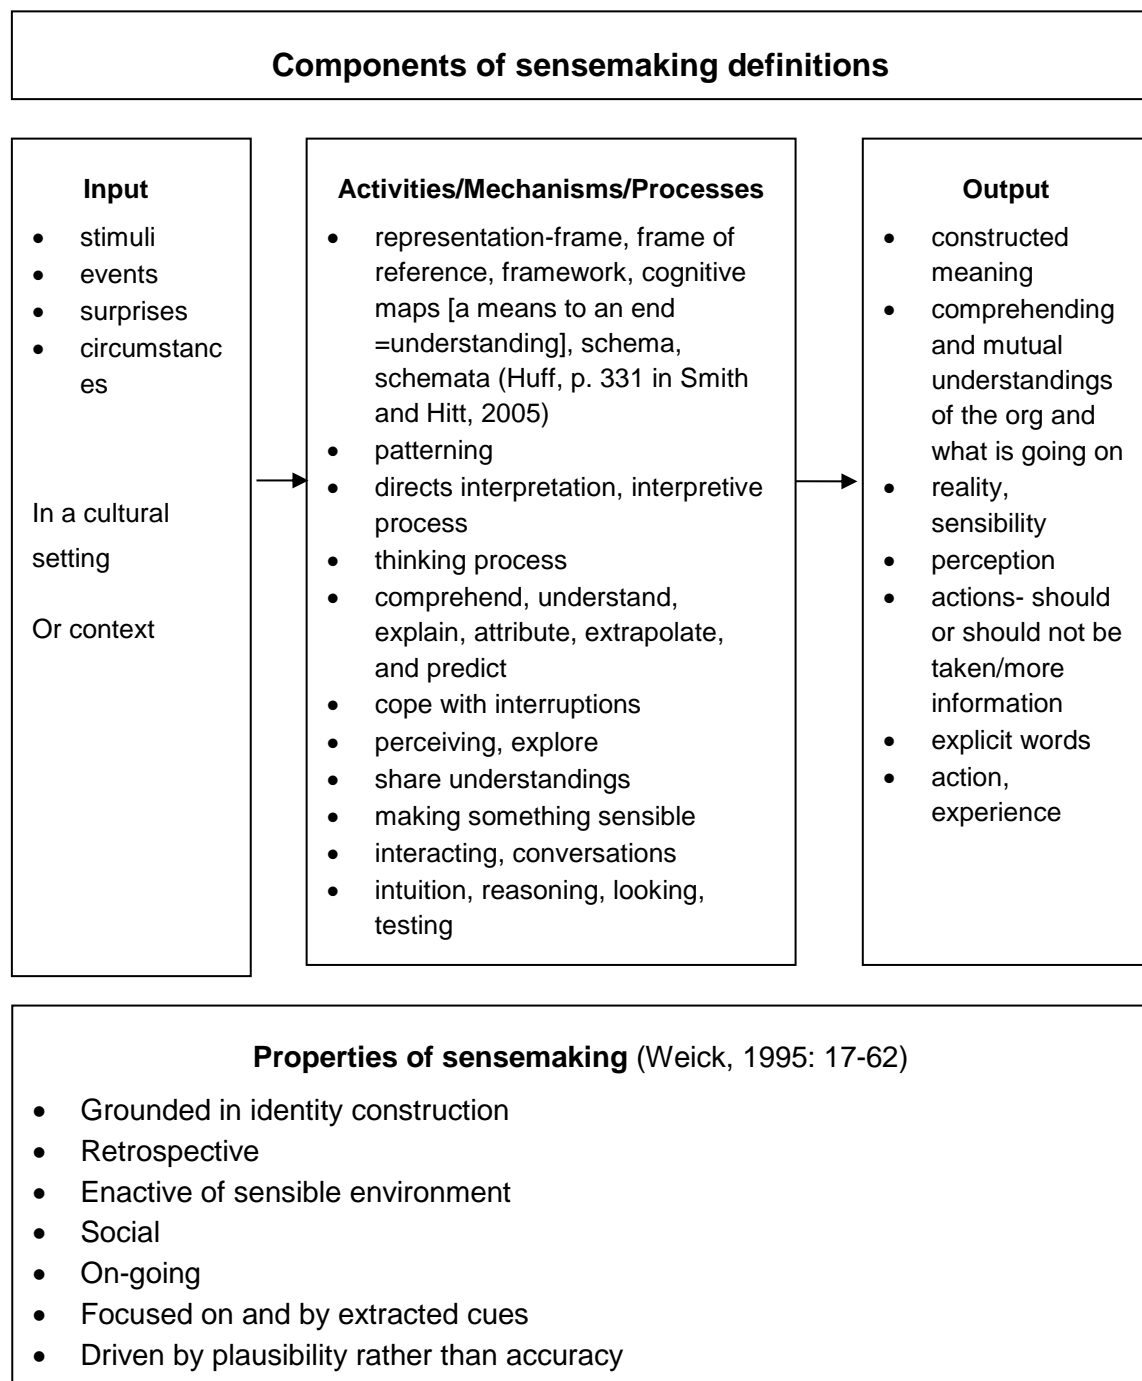 Components of sensemaking definitions
Input
• stimuli
• events
• surprises
• circumstanc
es
In a cultural
setting
Or context
Activities/Mechanisms/Processes
• representation-frame, frame of
reference, framework, cognitive
maps [a means to an end
=understanding], schema,
schemata (Huff, p. 331 in Smith
and Hitt, 2005)
• patterning
• directs interpretation, interpretive
process
• thinking process
• comprehend, understand,
explain, attribute, extrapolate,
and predict
• cope with interruptions
• perceiving, explore
• share understandings
• making something sensible
• interacting, conversations
• intuition, reasoning, looking,
testing
Output
• constructed
meaning
• comprehending
and mutual
understandings
of the org and
what is going on
• reality,
sensibility
• perception
• actions- should
or should not be
taken/more
information
• explicit words
• action,
experience
Properties of sensemaking (Weick, 1995: 17-62)
• Grounded in identity construction
• Retrospective
• Enactive of sensible environment
• Social
• On-going
• Focused on and by extracted cues
• Driven by plausibility rather than accuracy